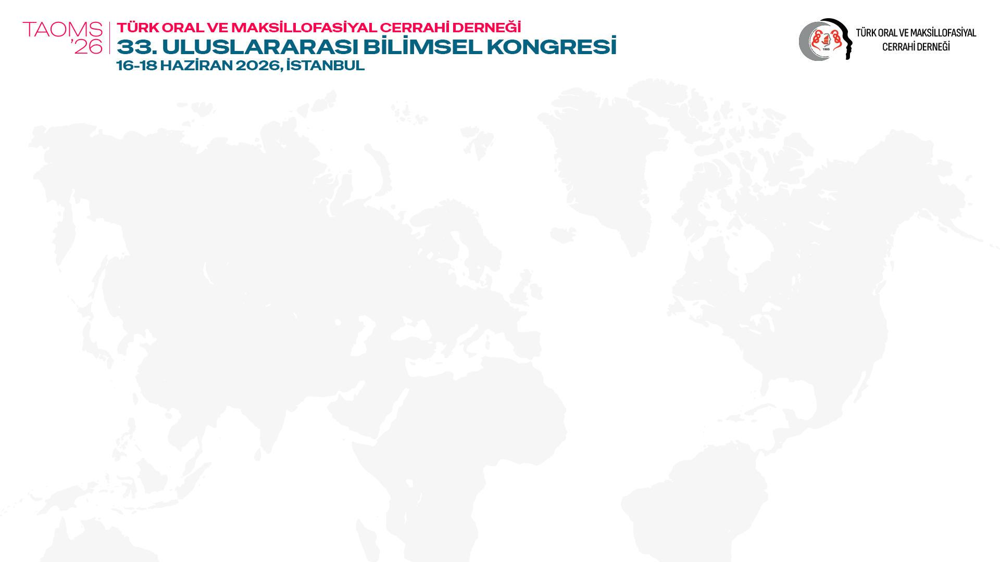 TAOMS
'26
TÜRK ORAL VE MAKSİLLOFASİYAL CERRAHİ DERNEĞİ
33. ULUSLARARASI BİLİMSEL KONGRESİ
16-18 HAZİRAN 2026, İSTANBUL
1985
TÜRK ORAL VE MAKSİLLOFASİYAL
CERRAHİ DERNEĞİ